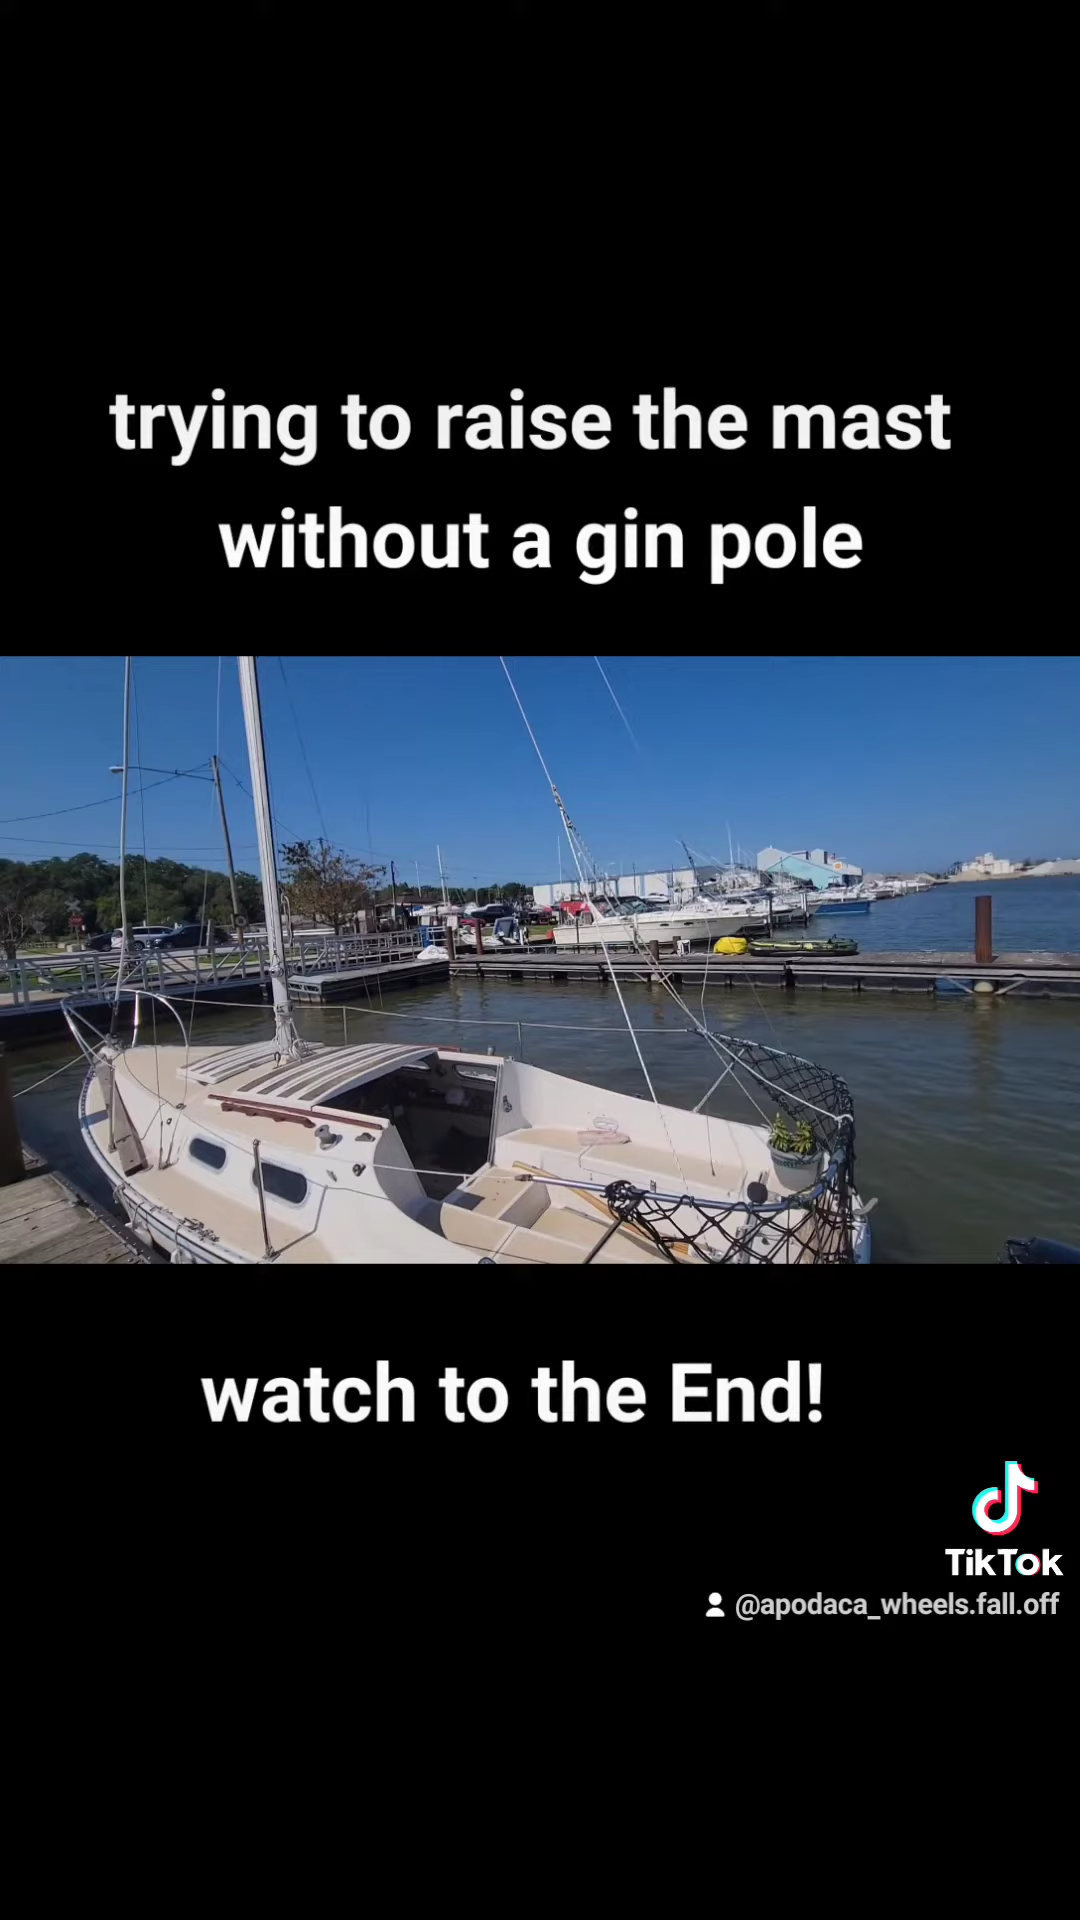 trying to raise the mast
without a gin pole
watch to the End!
TikTok
@apodaca_wheels.fall.off